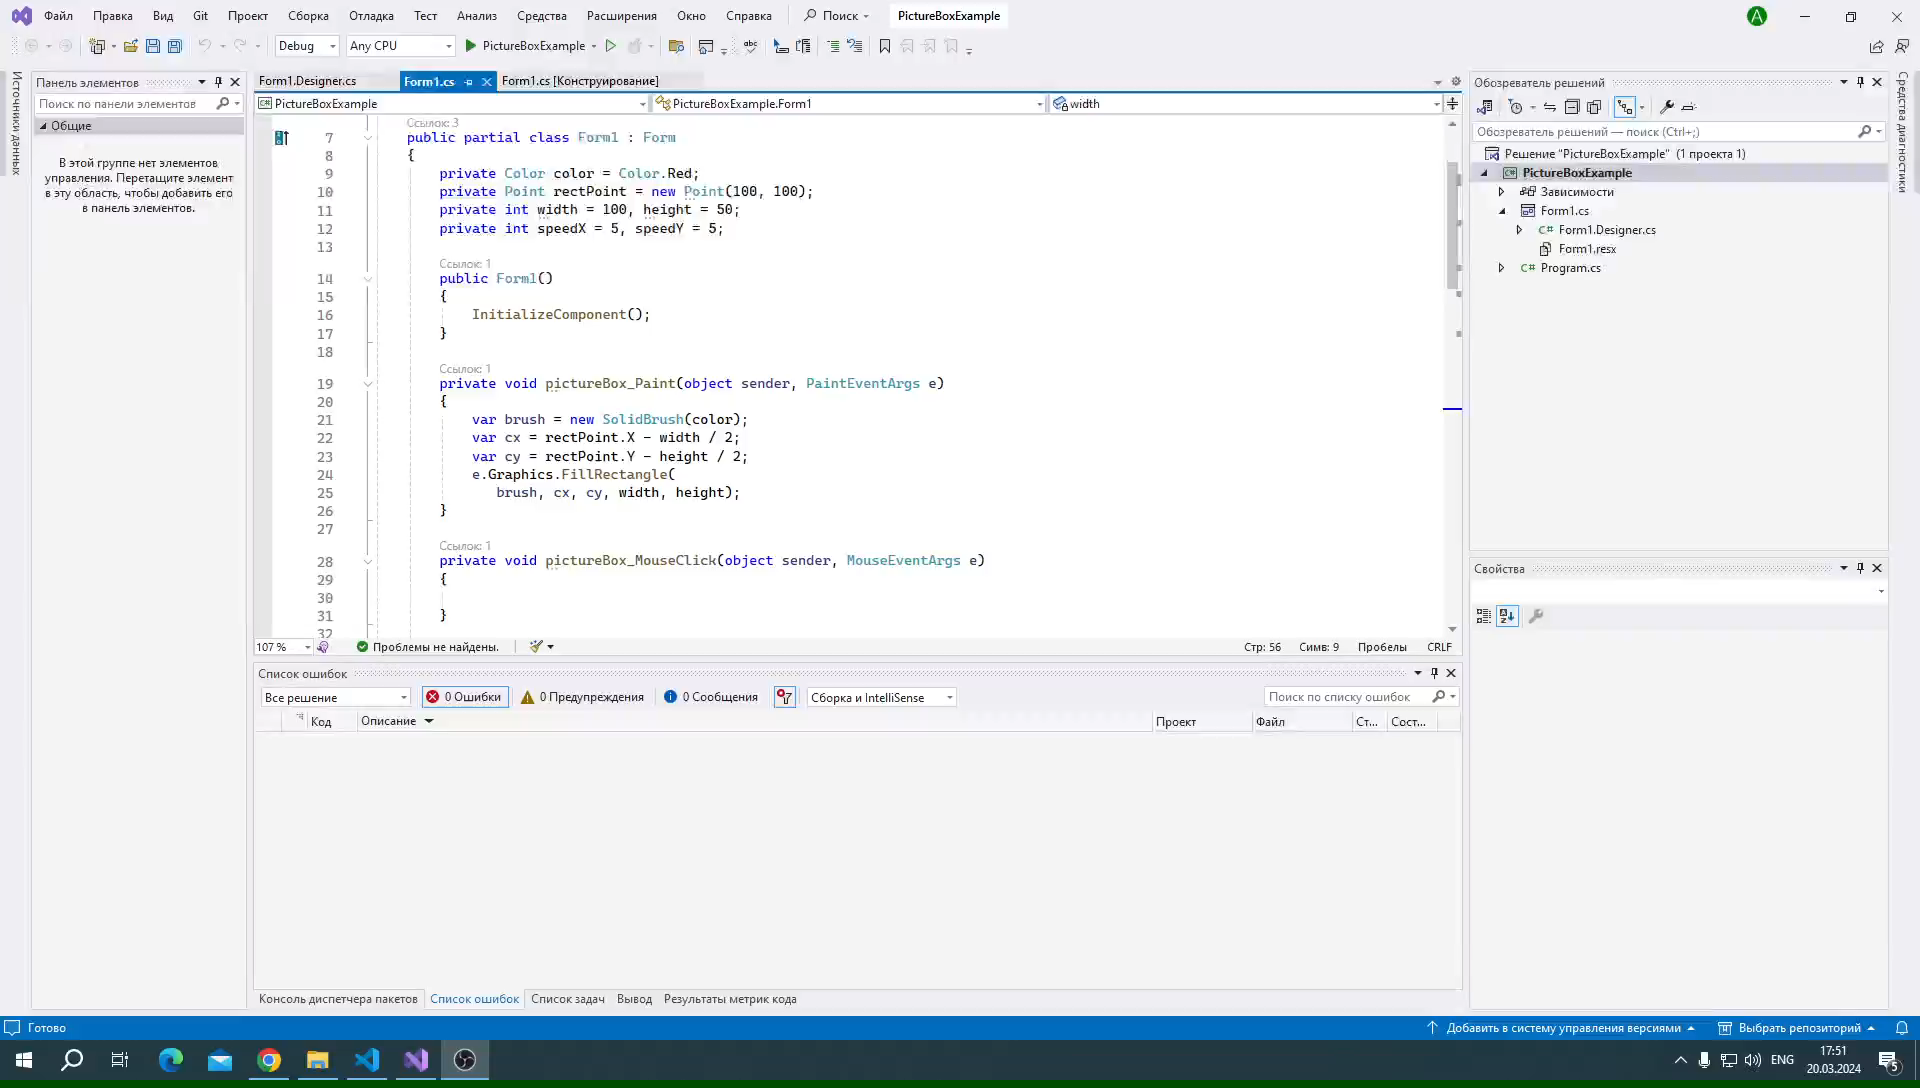 Файл Правка Вид Git Проект Сборка Отладка Тест Анализ Средства Расширения Окно Справка Поиск PictureBoxExample A
Debug Any CPU PictureBoxExample
Источники данных
Панель элементов
Поиск по панели элементов
Общие
В этой группе нет элементов
управления. Перетащите элемент
в эту область, чтобы добавить его
в панель элементов.
Form1.Designer.cs Form1.cs Form1.cs [Конструирование]
PictureBoxExample PictureBoxExample.Form1 width
Ссылок: 3
7 public partial class Form1 : Form
8 {
9 private Color color = Color.Red;
10 private Point rectPoint = new Point(100, 100);
11 private int width = 100, height = 50;
12 private int speedX = 5, speedY = 5;
13
Ссылок: 1
14 public Form1()
15 {
16 InitializeComponent();
17 }
18
Ссылок: 1
19 private void pictureBox_Paint(object sender, PaintEventArgs e)
20 {
21 var brush = new SolidBrush(color);
22 var cx = rectPoint.X - width / 2;
23 var cy = rectPoint.Y - height / 2;
24 e.Graphics.FillRectangle(
25 brush, cx, cy, width, height);
26 }
27
Ссылок: 1
28 private void pictureBox_MouseClick(object sender, MouseEventArgs e)
29 {
30
31 }
32
107 % Проблемы не найдены. Стр: 56 Симв: 9 Пробелы CRLF
Список ошибок
Все решение 0 Ошибки 0 Предупреждения 0 Сообщения Сборка и IntelliSense Поиск по списку ошибок
Код Описание Проект Файл Ст... Сост...
Консоль диспетчера пакетов Список ошибок Список задач Вывод Результаты метрик кода
Обозреватель решений
Обозреватель решений — поиск (Ctrl+;)
Решение "PictureBoxExample" (1 проекта 1)
PictureBoxExample
Зависимости
Form1.cs
C# Form1.Designer.cs
Form1.resx
C# Program.cs
Свойства
Средства диагностики
Готово Добавить в систему управления версиями Выбрать репозиторий
ENG 17:51
20.03.2024
5